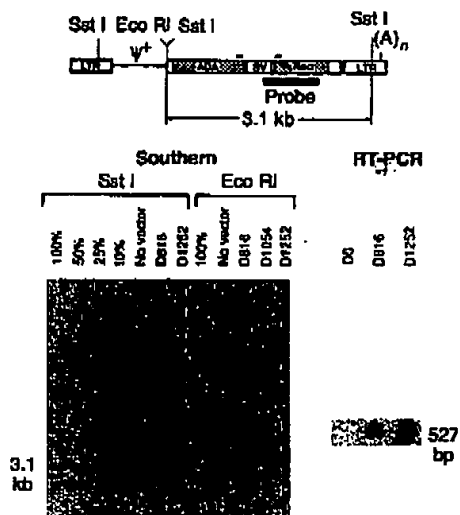 Sst I Eco RI Sst I
Sst I
ψ+
(A)n
LTR
ADA
SV
LTR
Probe
3.1 kb
Southern
RT-PCR
Sst I
Eco RI
100%
50%
25%
10%
No vector
D816
D1252
100%
No vector
D816
D1054
D1252
D0
D816
D1252
527
bp
3.1
kb